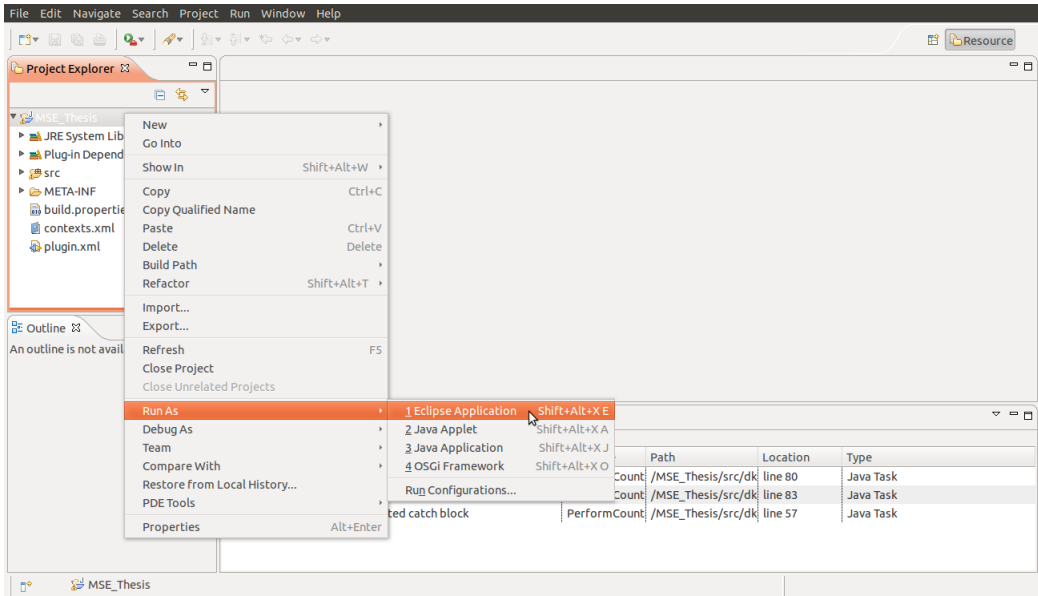 File Edit Navigate Search Project Run Window Help
Resource
Project Explorer
MSE_Thesis
JRE System Lib
Plug-in Depend
src
META-INF
build.propertie
contexts.xml
plugin.xml
New
Go Into
Show In Shift+Alt+W
Copy Ctrl+C
Copy Qualified Name
Paste Ctrl+V
Delete Delete
Build Path
Refactor Shift+Alt+T
Import...
Export...
Refresh F5
Close Project
Close Unrelated Projects
Run As
Debug As
Team
Compare With
Restore from Local History...
PDE Tools
Properties Alt+Enter
1 Eclipse Application Shift+Alt+X E
2 Java Applet Shift+Alt+X A
3 Java Application Shift+Alt+X J
4 OSGi Framework Shift+Alt+X O
Run Configurations...
Outline
An outline is not avail
Path Location Type
Count /MSE_Thesis/src/dk line 80 Java Task
Count /MSE_Thesis/src/dk line 83 Java Task
ted catch block PerformCount /MSE_Thesis/src/dk line 57 Java Task
MSE_Thesis